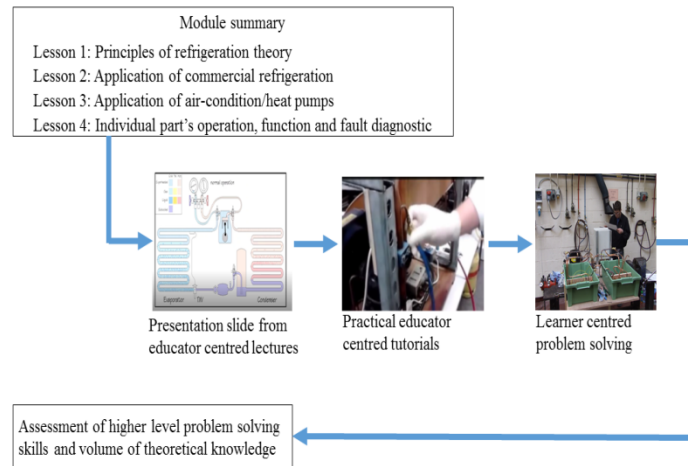 Module summary
Lesson 1: Principles of refrigeration theory
Lesson 2: Application of commercial refrigeration
Lesson 3: Application of air-condition/heat pumps
Lesson 4: Individual part's operation, function and fault diagnostic
normal operation
Evaporator
Condenser
Presentation slide from
educator centred lectures
Practical educator
centred tutorials
Learner centred
problem solving
Assessment of higher level problem solving
skills and volume of theoretical knowledge